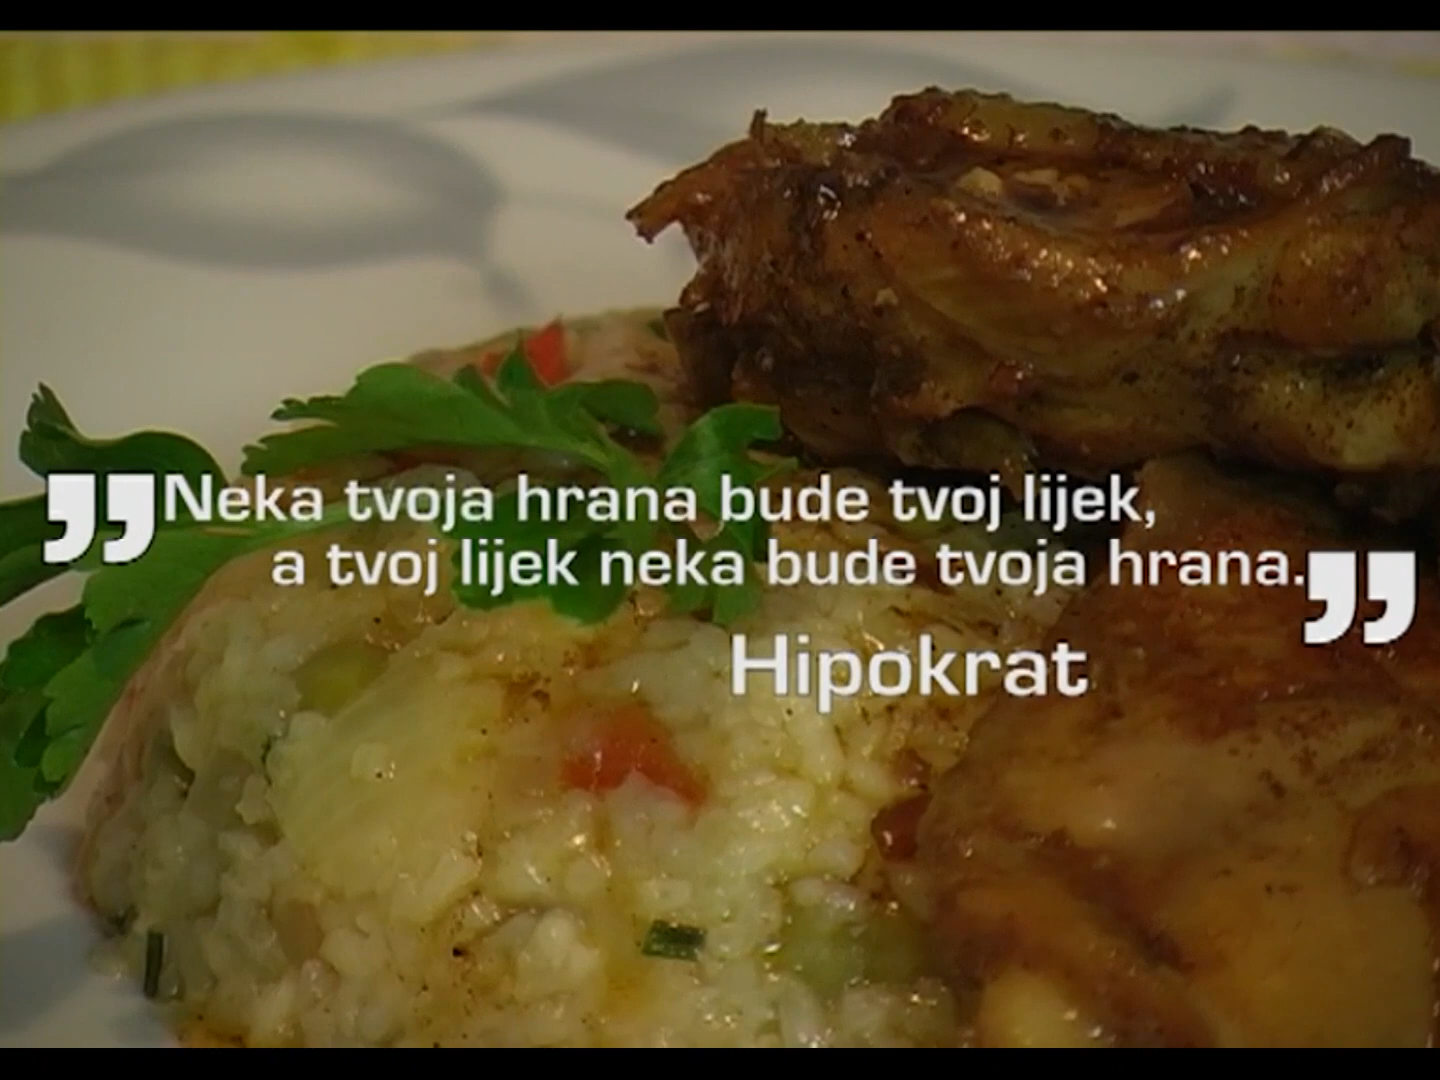 ”Neka tvoja hrana bude tvoj lijek,
a tvoj lijek neka bude tvoja hrana.”
Hipokrat